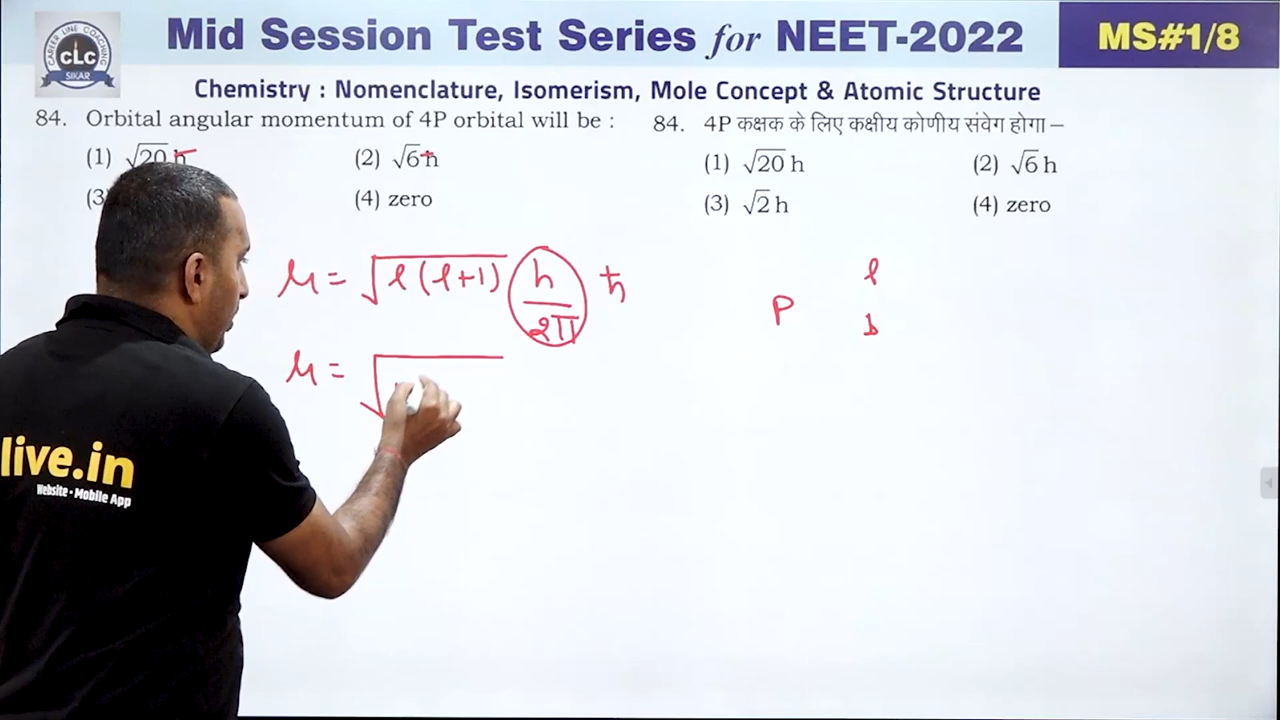 CAREER LINE COACHING
CLC
SIKAR
Mid Session Test Series for NEET-2022
MS#1/8
Chemistry : Nomenclature, Isomerism, Mole Concept & Atomic Structure
84. Orbital angular momentum of 4P orbital will be :
(1) √20 ħ
(2) √6 ħ
(3)
(4) zero
84. 4P कक्षक के लिए कक्षीय कोणीय संवेग होगा –
(1) √20 h
(2) √6 h
(3) √2 h
(4) zero
μ = √l(l+1) h/2π ħ
l
P
μ = √
live.in
Website • Mobile App